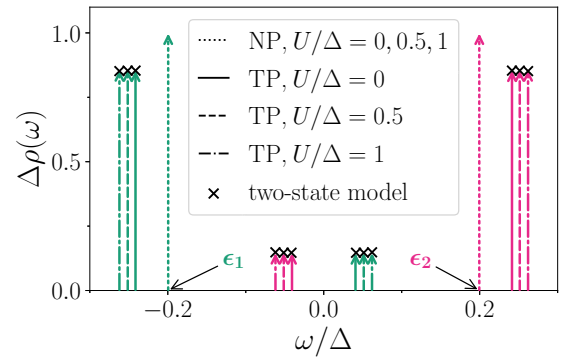 1.0
0.5
0.0
Δρ(ω)
NP, U/Δ = 0, 0.5, 1
TP, U/Δ = 0
TP, U/Δ = 0.5
TP, U/Δ = 1
two-state model
ϵ₁
ϵ₂
−0.2
0.0
0.2
ω/Δ